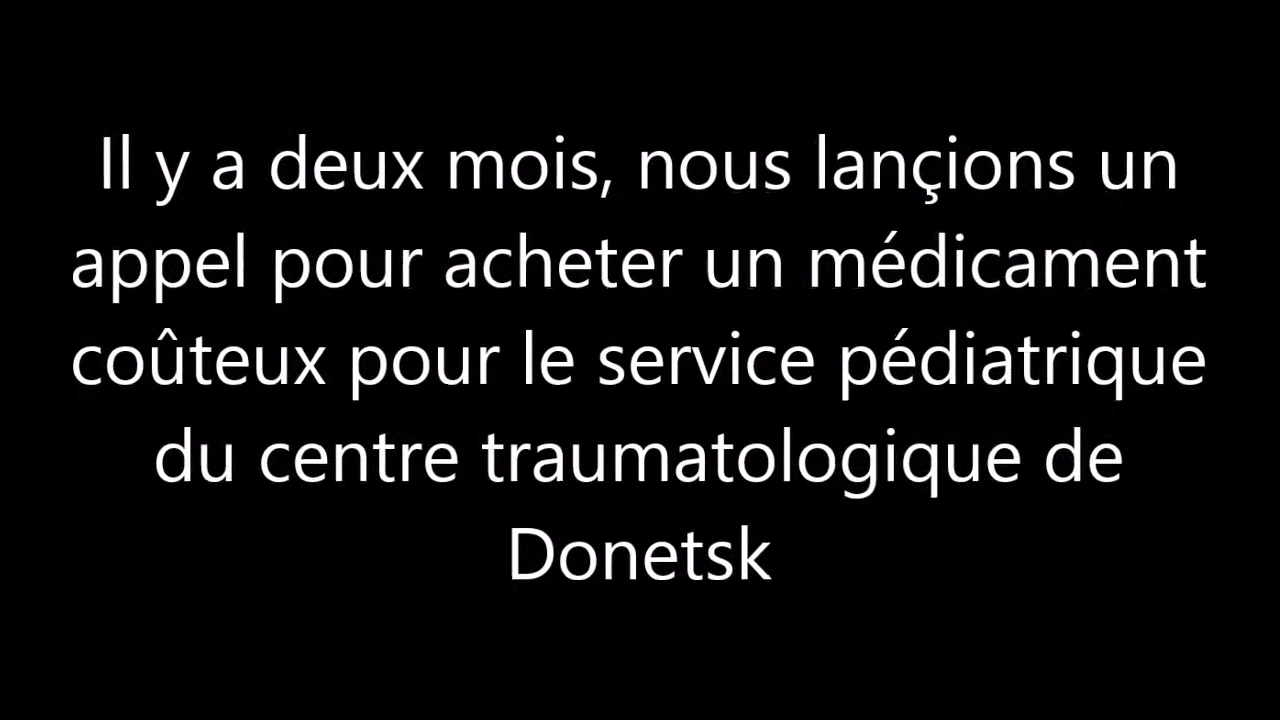 Il y a deux mois, nous lançions un
appel pour acheter un médicament
coûteux pour le service pédiatrique
du centre traumatologique de
Donetsk